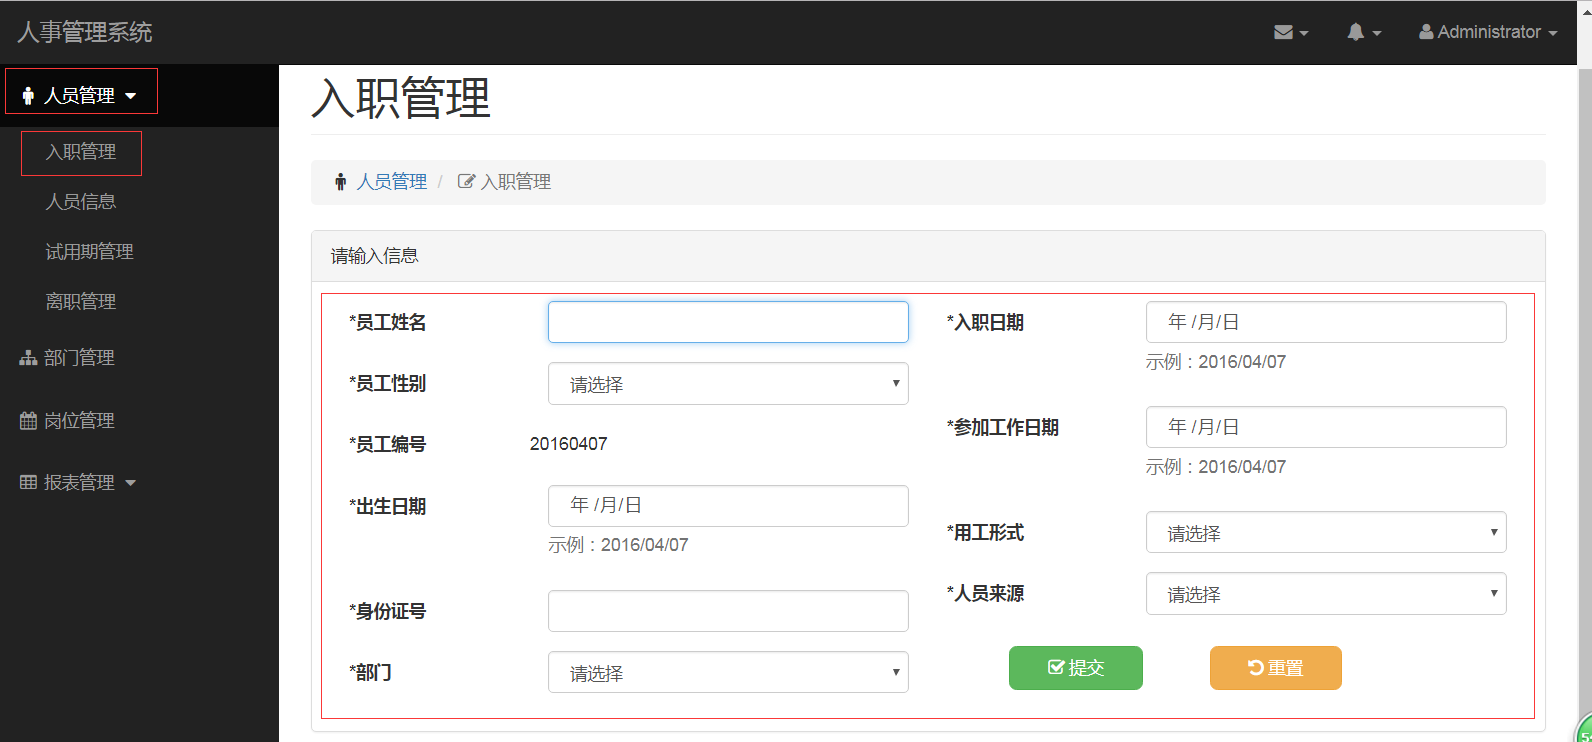 人事管理系统
Administrator
人员管理
入职管理
人员信息
试用期管理
离职管理
部门管理
岗位管理
报表管理
入职管理
人员管理 / 入职管理
请输入信息
*员工姓名
*员工性别 请选择
*员工编号 20160407
*出生日期 年 /月/日
示例：2016/04/07
*身份证号
*部门 请选择
*入职日期 年 /月/日
示例：2016/04/07
*参加工作日期 年 /月/日
示例：2016/04/07
*用工形式 请选择
*人员来源 请选择
提交 重置